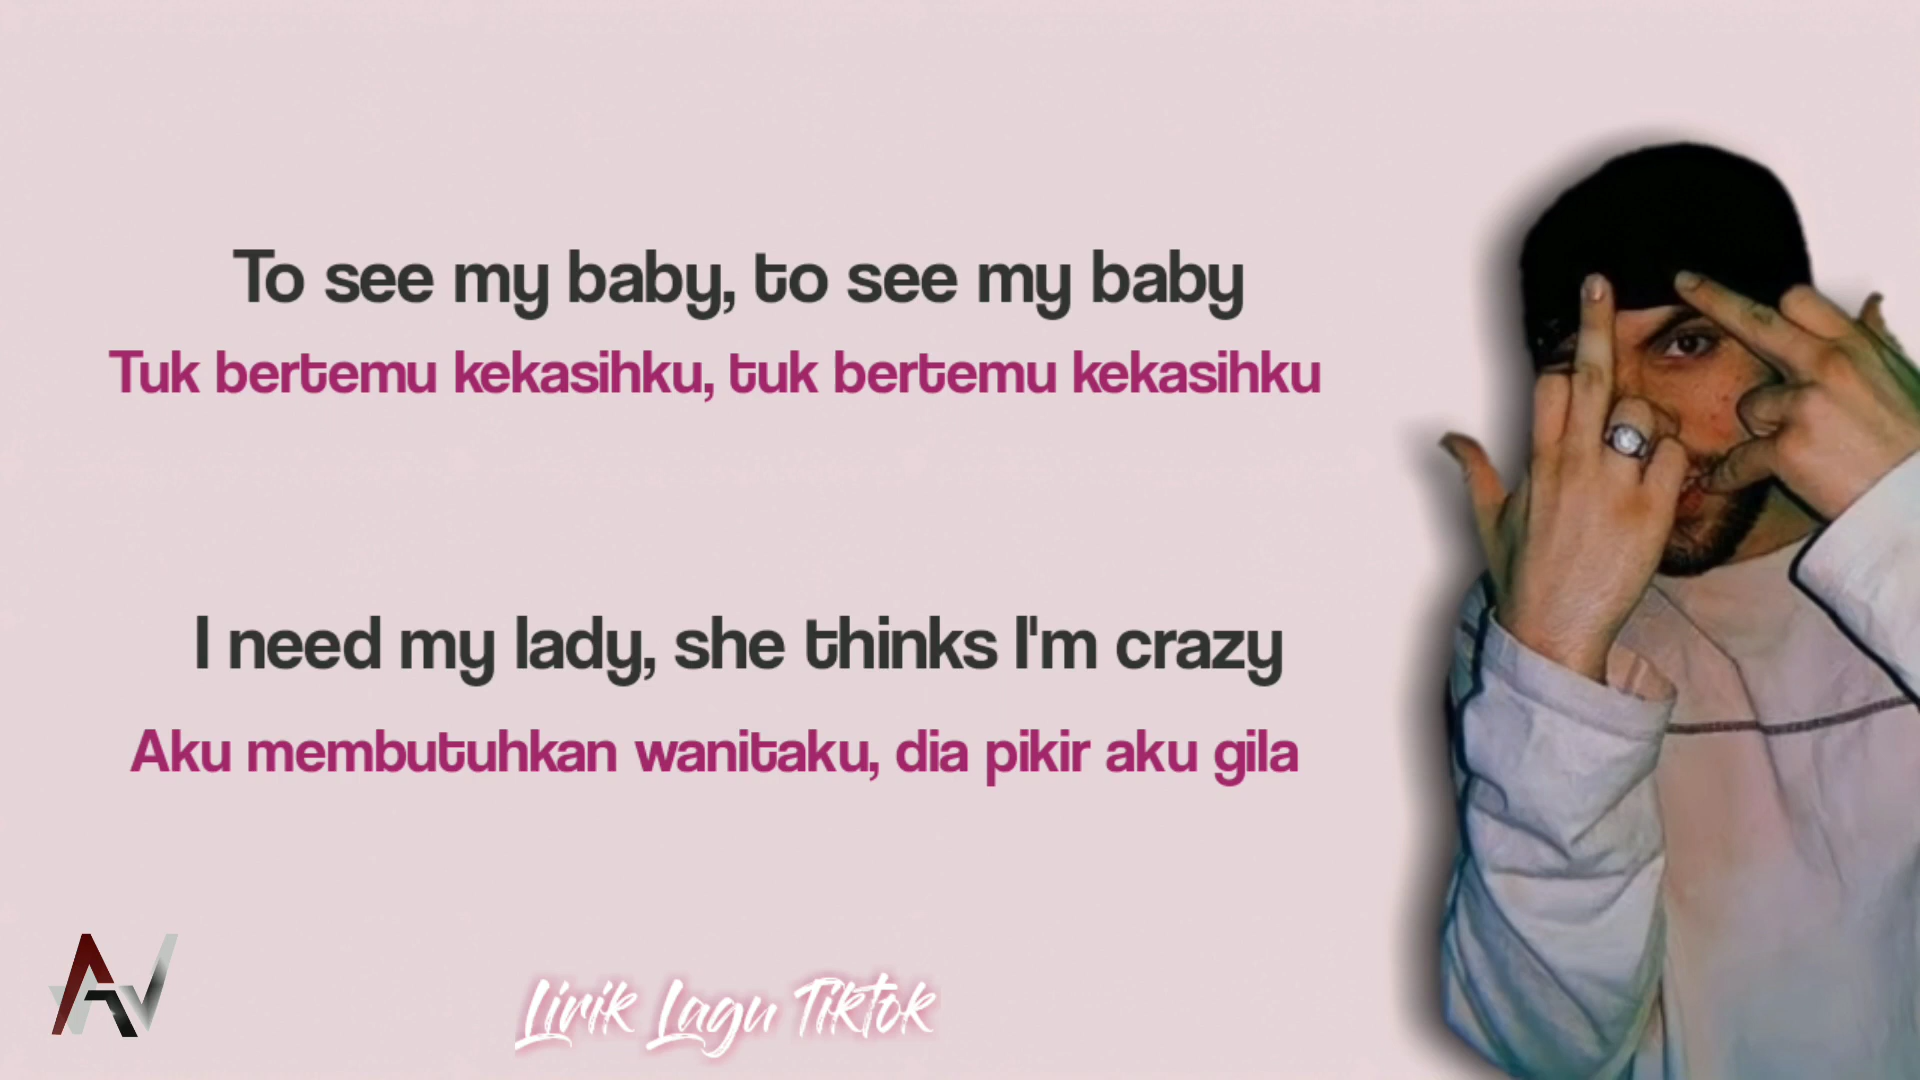 To see my baby, to see my baby
Tuk bertemu kekasihku, tuk bertemu kekasihku
I need my lady, she thinks I'm crazy
Aku membutuhkan wanitaku, dia pikir aku gila
Lirik Lagu Tiktok